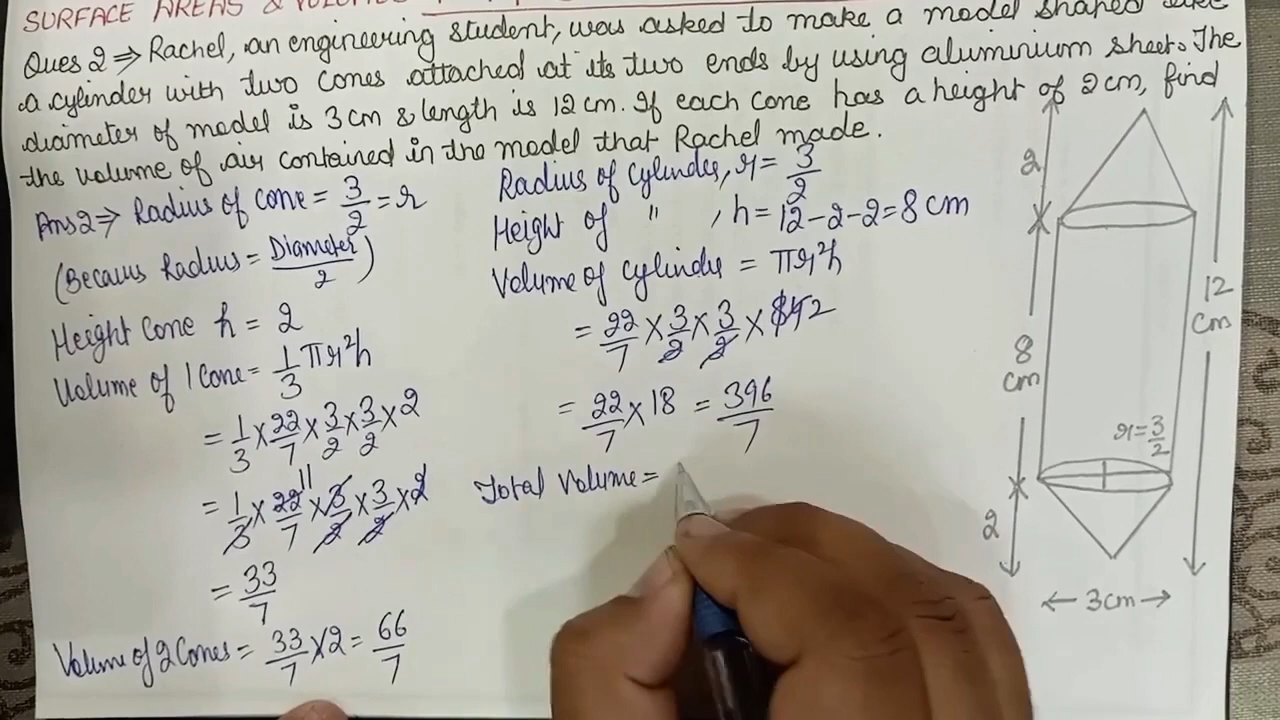 SURFACE AREAS & VOLUMES
Ques 2 ⇒ Rachel, an engineering student, was asked to make a model shaped like
a cylinder with two cones attached at its two ends by using aluminium sheet. The
diameter of model is 3 cm & length is 12 cm. If each cone has a height of 2 cm, find
the volume of air contained in the model that Rachel made.
Ans 2 ⇒ Radius of cone = 3/2 = r
(Becaus Radius = Diameter/2)
Height Cone h = 2
Volume of 1 Cone = 1/3 πr²h
= 1/3 × 22/7 × 3/2 × 3/2 × 2
= 1/3 × 22/7 × 3/2 × 3/2 × 2
11
= 33/7
Volume of 2 Cones = 33/7 × 2 = 66/7
Radius of Cylinder, r = 3/2
Height of " , h = 12 - 2 - 2 = 8 cm
Volume of Cylinder = πr²h
= 22/7 × 3/2 × 3/2 × 8 4 2
= 22/7 × 18 = 396/7
Total Volume =
2
8
cm
2
12
cm
r = 3/2
← 3cm →